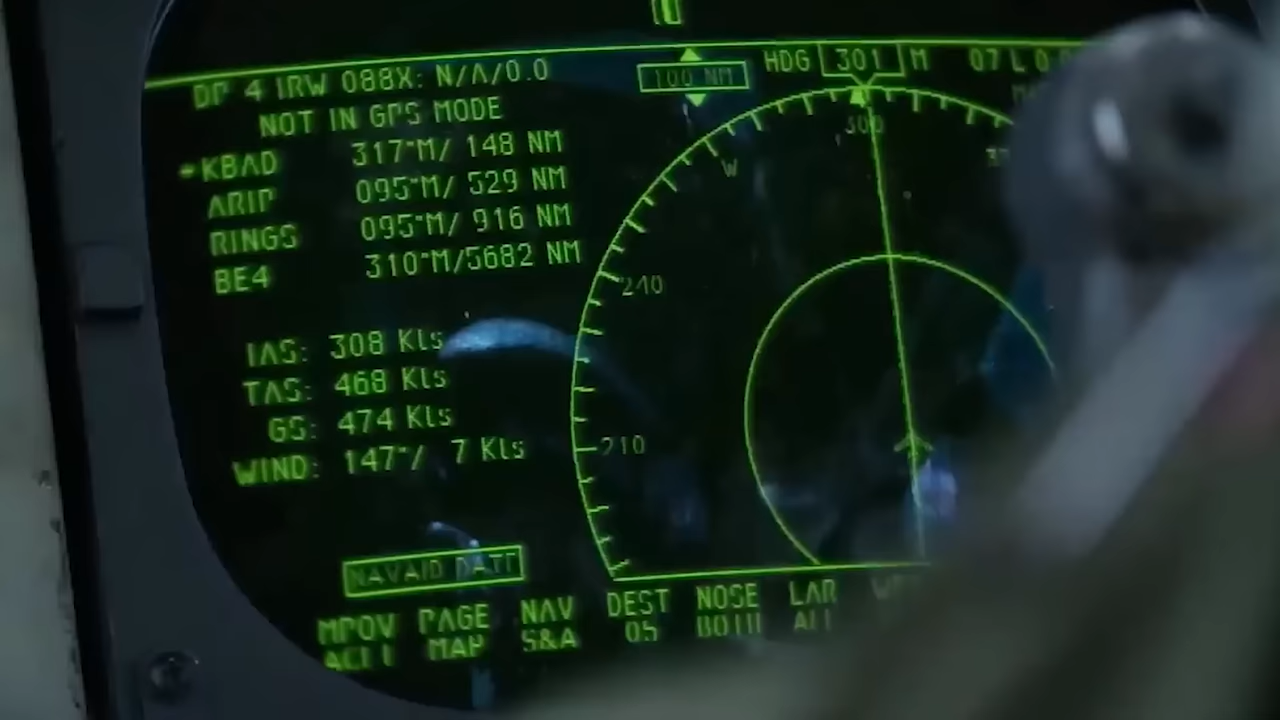 DP 4 IRW 088X: N/A/0.0
NOT IN GPS MODE
KBAD 317°M/ 148 NM
ARIP 095°M/ 529 NM
RINGS 095°M/ 916 NM
BE4 310°M/5682 NM
IAS: 308 Kts
TAS: 468 Kts
GS: 474 Kts
WIND: 147°/ 7 Kts
NAVAID DATE
100 NM
HDG 301 M
07 L
300
W
240
210
MPOV PAGE NAV DEST NOSE LAR
MAP S&A 05 BOTH ALL